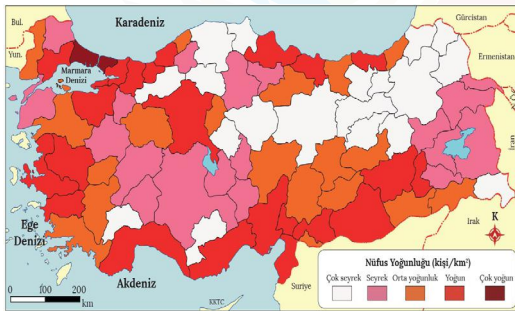 Bul.
Karadeniz
Gürcistan
Yun.
Ermenistan
Marmara
Denizi
İran
Ege
Denizi
Akdeniz
Irak
K
Suriye
KKTC
0 100 200
km
Nüfus Yoğunluğu (kişi/km²)
Çok seyrek Seyrek Orta yoğunluk Yoğun Çok yoğun